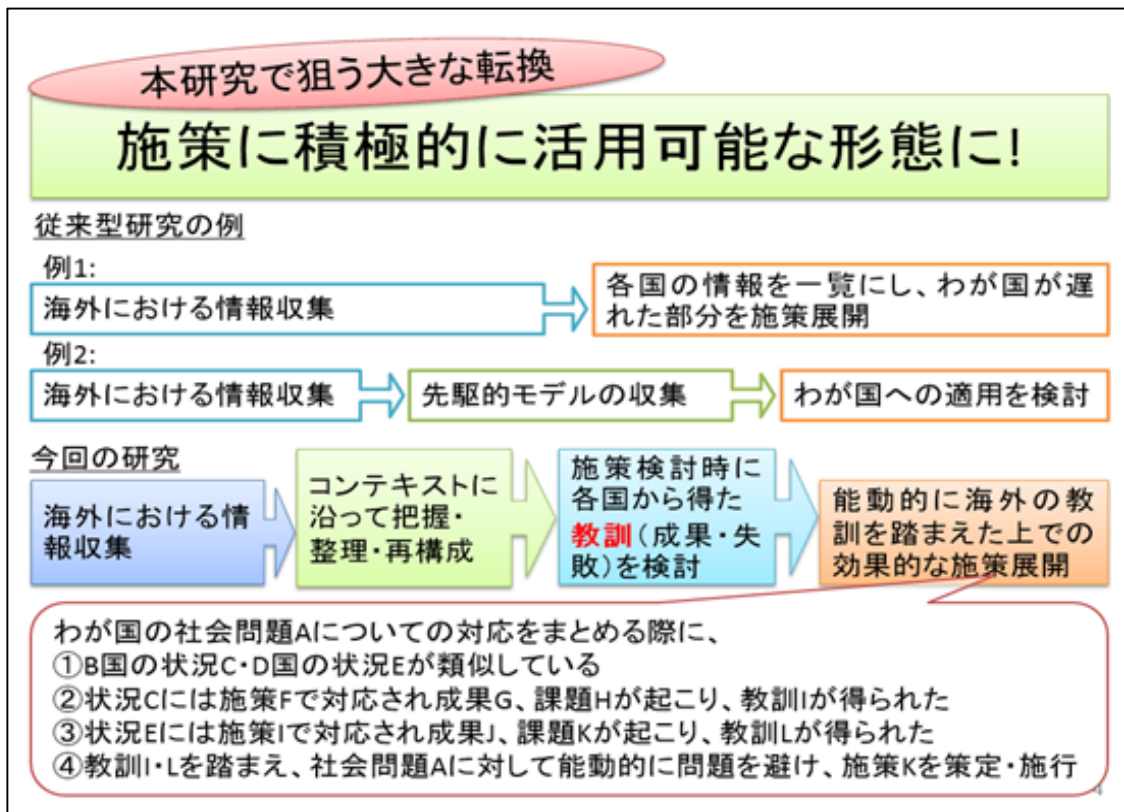 本研究で狙う大きな転換
施策に積極的に活用可能な形態に!
従来型研究の例
例1:
海外における情報収集
各国の情報を一覧にし、わが国が遅
れた部分を施策展開
例2:
海外における情報収集
先駆的モデルの収集
わが国への適用を検討
今回の研究
海外における情
報収集
コンテキストに
沿って把握・
整理・再構成
施策検討時に
各国から得た
教訓(成果・失
敗)を検討
能動的に海外の教
訓を踏まえた上での
効果的な施策展開
わが国の社会問題Aについての対応をまとめる際に、
①B国の状況C・D国の状況Eが類似している
②状況Cには施策Fで対応され成果G、課題Hが起こり、教訓Iが得られた
③状況Eには施策Iで対応され成果J、課題Kが起こり、教訓Lが得られた
④教訓I・Lを踏まえ、社会問題Aに対して能動的に問題を避け、施策Kを策定・施行
4